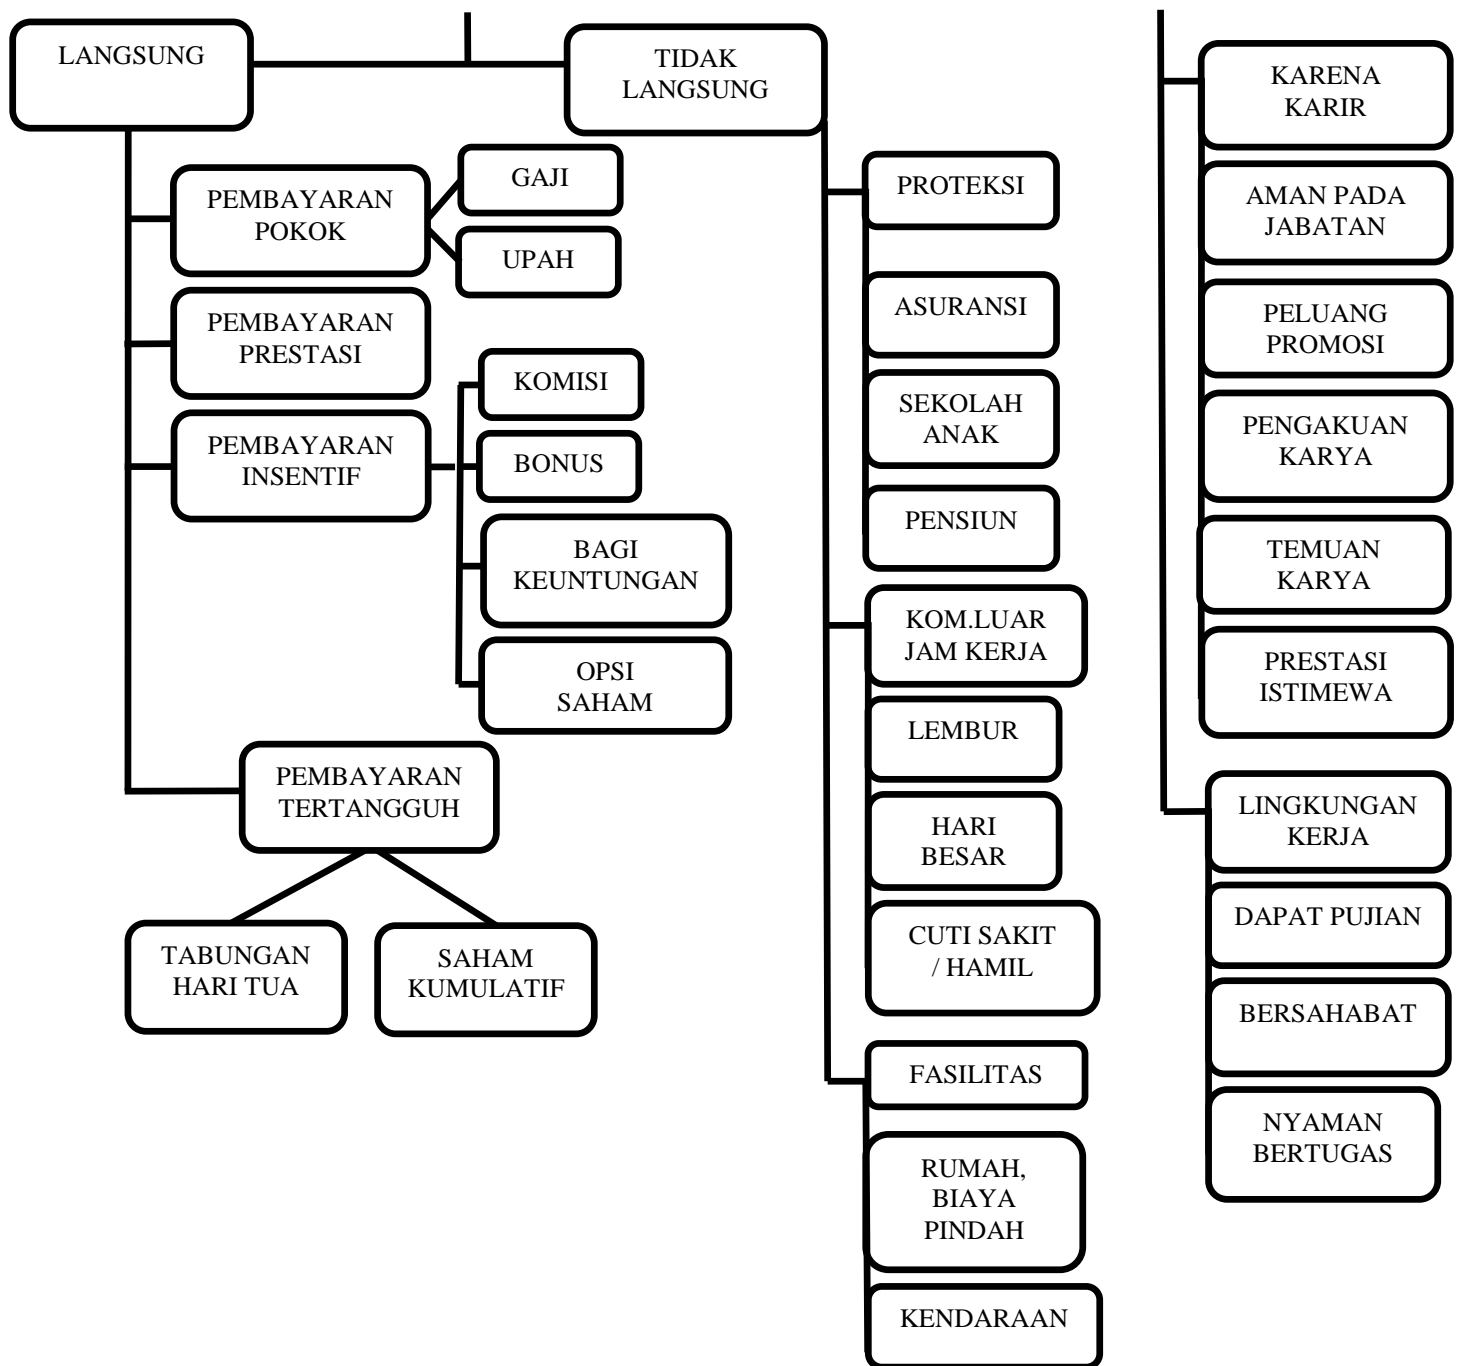 LANGSUNG
TIDAK
LANGSUNG
PEMBAYARAN
POKOK
GAJI
UPAH
PEMBAYARAN
PRESTASI
PEMBAYARAN
INSENTIF
KOMISI
BONUS
BAGI
KEUNTUNGAN
OPSI
SAHAM
PEMBAYARAN
TERTANGGUH
TABUNGAN
HARI TUA
SAHAM
KUMULATIF
PROTEKSI
ASURANSI
SEKOLAH
ANAK
PENSIUN
KOM.LUAR
JAM KERJA
LEMBUR
HARI
BESAR
CUTI SAKIT
/ HAMIL
FASILITAS
RUMAH,
BIAYA
PINDAH
KENDARAAN
KARENA
KARIR
AMAN PADA
JABATAN
PELUANG
PROMOSI
PENGAKUAN
KARYA
TEMUAN
KARYA
PRESTASI
ISTIMEWA
LINGKUNGAN
KERJA
DAPAT PUJIAN
BERSAHABAT
NYAMAN
BERTUGAS